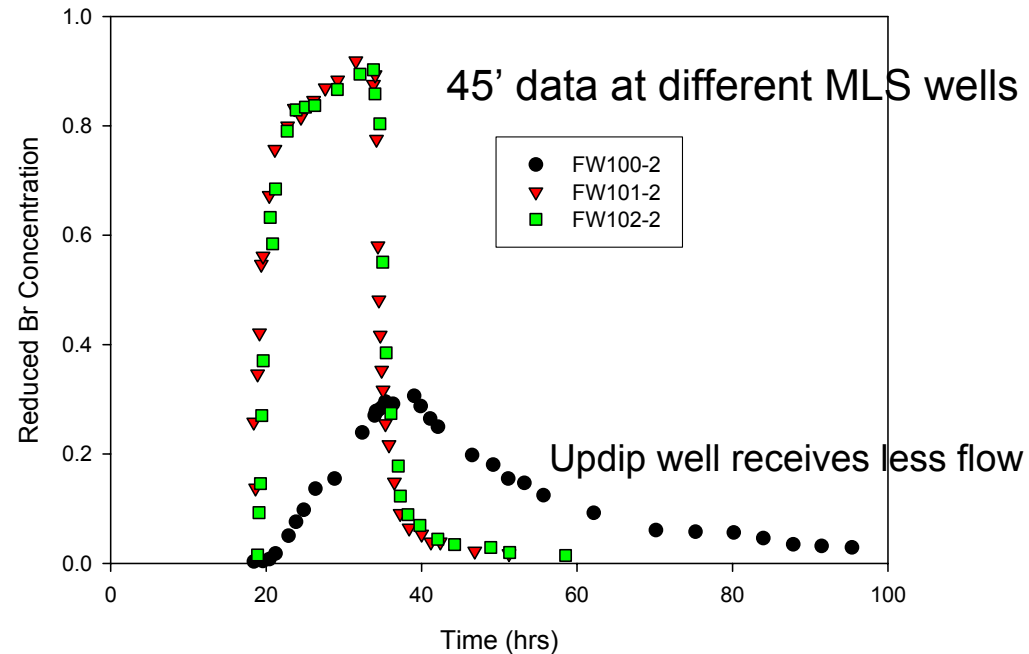 1.0
0.8
0.6
0.4
0.2
0.0
Reduced Br Concentration
45’ data at different MLS wells
FW100-2
FW101-2
FW102-2
Updip well receives less flow
0 20 40 60 80 100
Time (hrs)